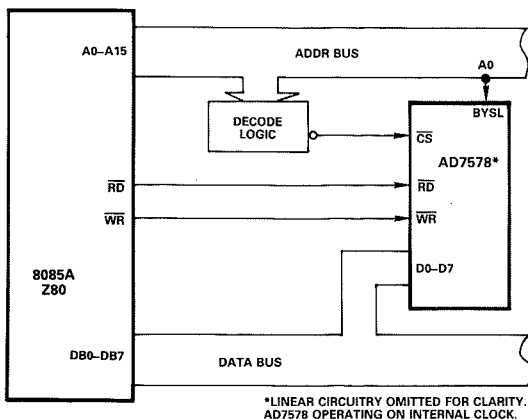 A0–A15
ADDR BUS
A0
BYSL
DECODE
LOGIC
CS
AD7578*
RD
RD
WR
WR
8085A
Z80
D0–D7
DB0–DB7
DATA BUS
*LINEAR CIRCUITRY OMITTED FOR CLARITY.
AD7578 OPERATING ON INTERNAL CLOCK.